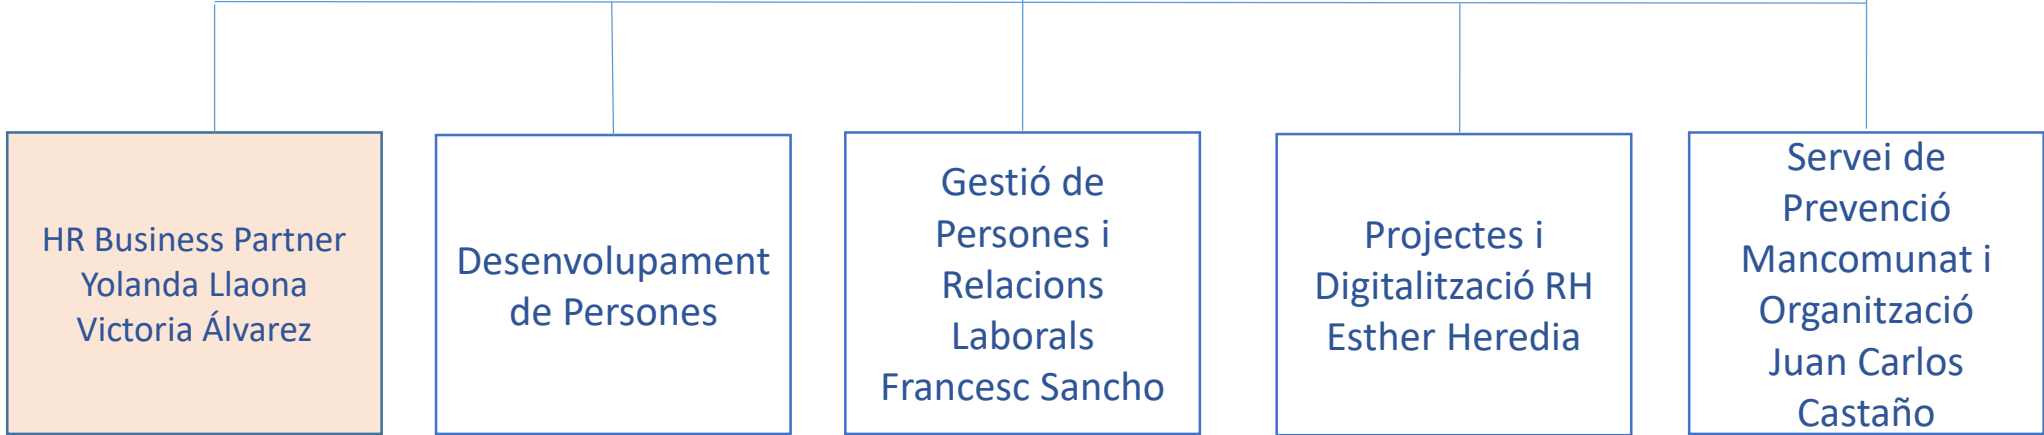 HR Business Partner
Yolanda Llaona
Victoria Álvarez
Desenvolupament
de Persones
Gestió de
Persones i
Relacions
Laborals
Francesc Sancho
Projectes i
Digitalització RH
Esther Heredia
Servei de
Prevenció
Mancomunat i
Organització
Juan Carlos
Castaño